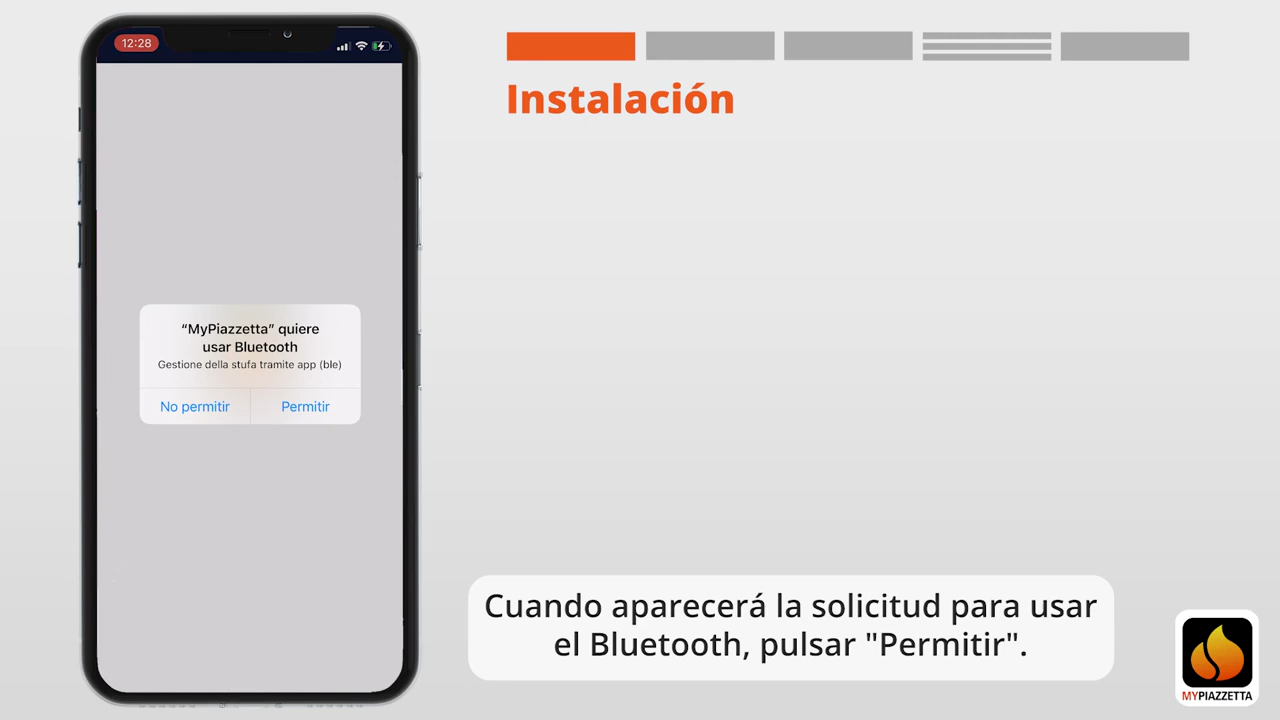 12:28
Instalación
“MyPiazzetta” quiere
usar Bluetooth
Gestione della stufa tramite app (ble)
No permitir
Permitir
Cuando aparecerá la solicitud para usar
el Bluetooth, pulsar "Permitir".
MYPIAZZETTA